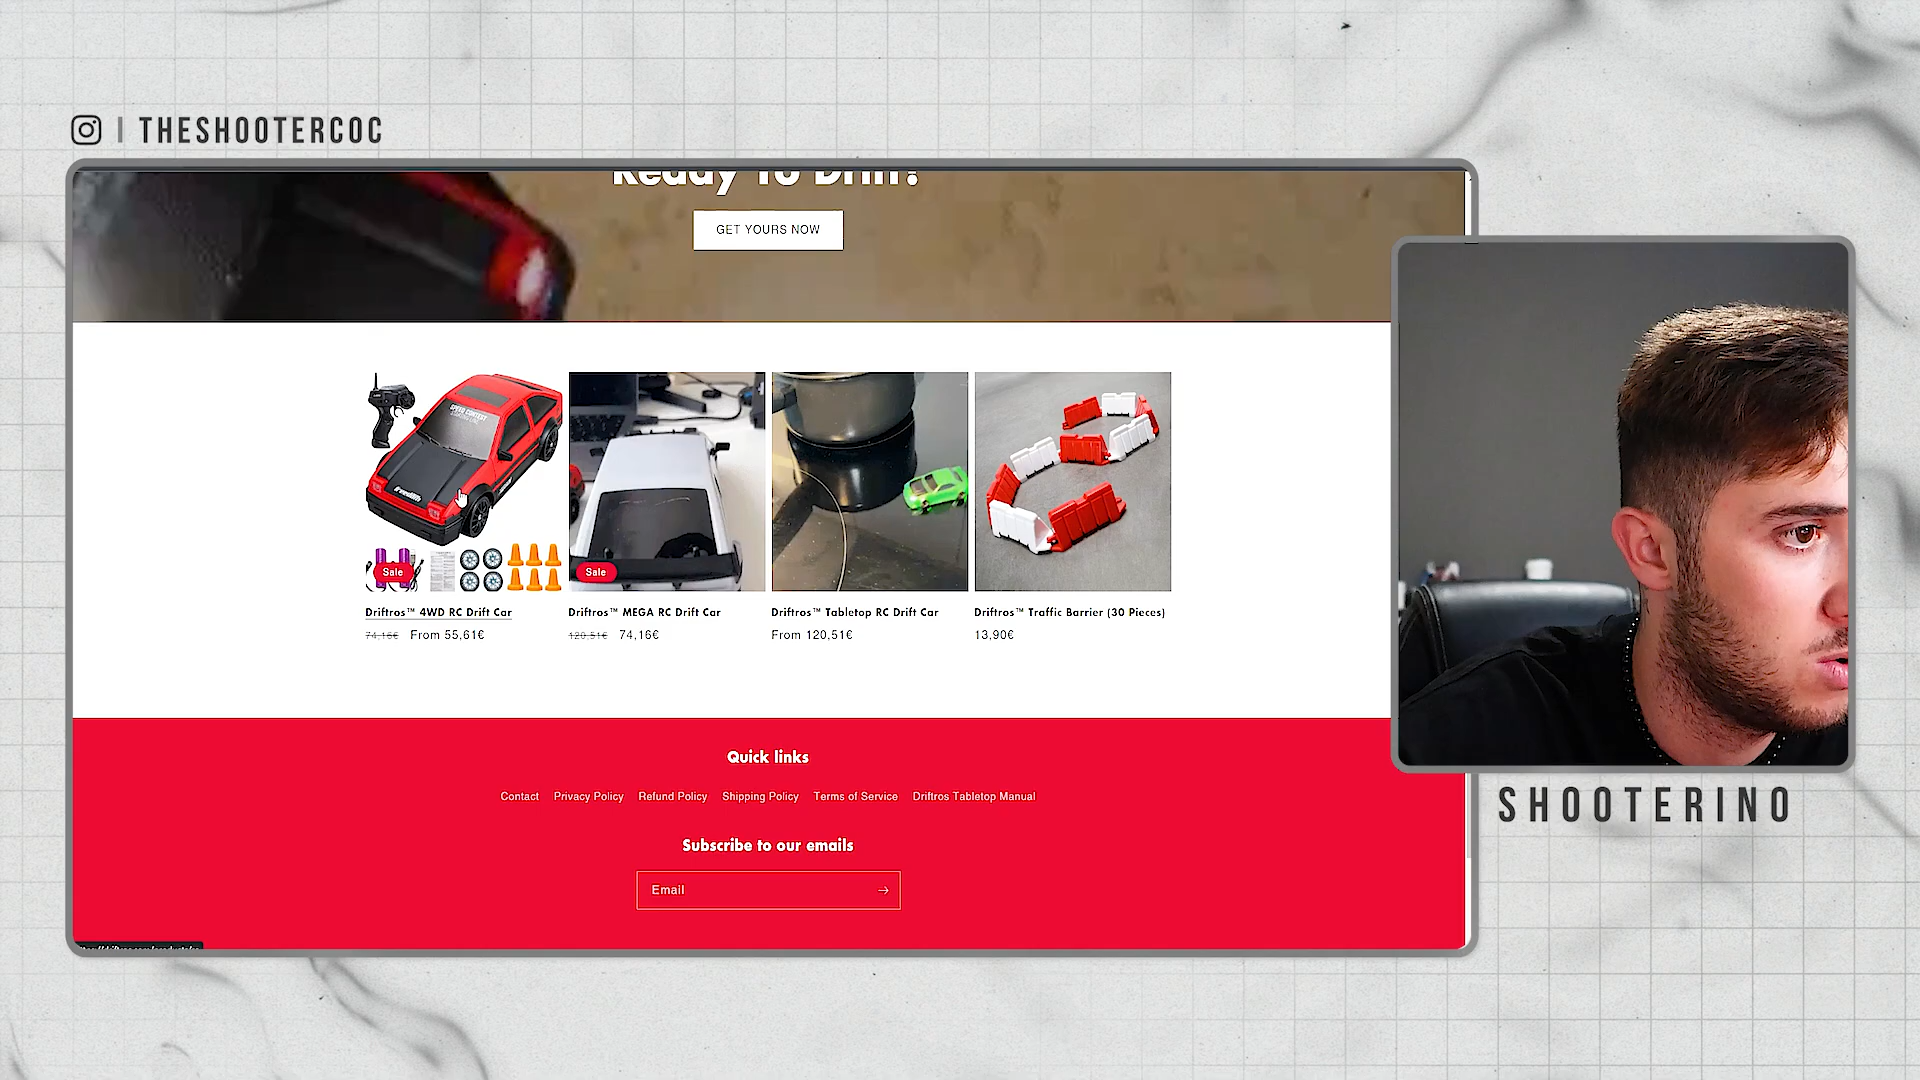 | THESHOOTERCOC
Ready To Drift?
GET YOURS NOW
SPEED CONTEST
Sale
Sale
Driftros™ 4WD RC Drift Car
Driftros™ MEGA RC Drift Car
Driftros™ Tabletop RC Drift Car
Driftros™ Traffic Barrier (30 Pieces)
74,16€ From 55,61€
120,51€ 74,16€
From 120,51€
13,90€
Quick links
Contact Privacy Policy Refund Policy Shipping Policy Terms of Service Driftros Tabletop Manual
SHOOTERINO
Subscribe to our emails
Email →